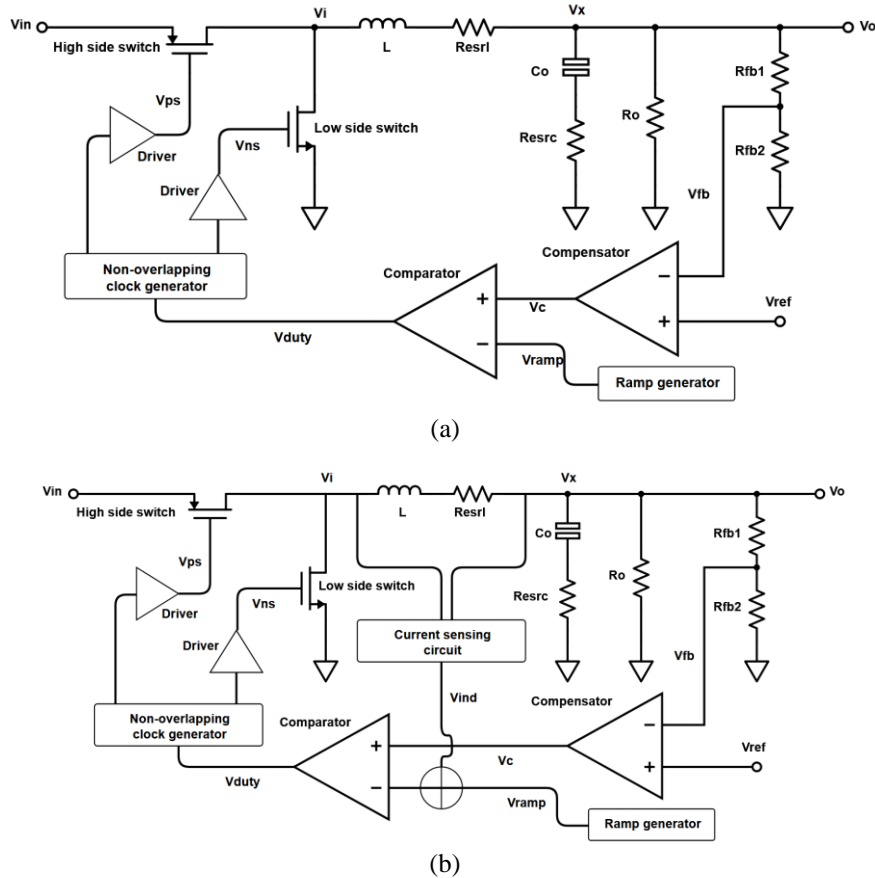 Vin
Vi
Vx
Vo
High side switch
L
Resrl
Co
Rfb1
Vps
Resrc
Ro
Driver
Vns
Low side switch
Rfb2
Driver
Vfb
Non-overlapping
clock generator
Comparator
Compensator
Vc
Vref
Vduty
Vramp
Ramp generator
(a)
Vin
Vi
Vx
Vo
High side switch
L
Resrl
Co
Rfb1
Vps
Low side switch
Ro
Driver
Vns
Resrc
Rfb2
Driver
Current sensing
circuit
Vfb
Vind
Non-overlapping
clock generator
Comparator
Compensator
Vref
Vduty
Vc
Vramp
Ramp generator
(b)